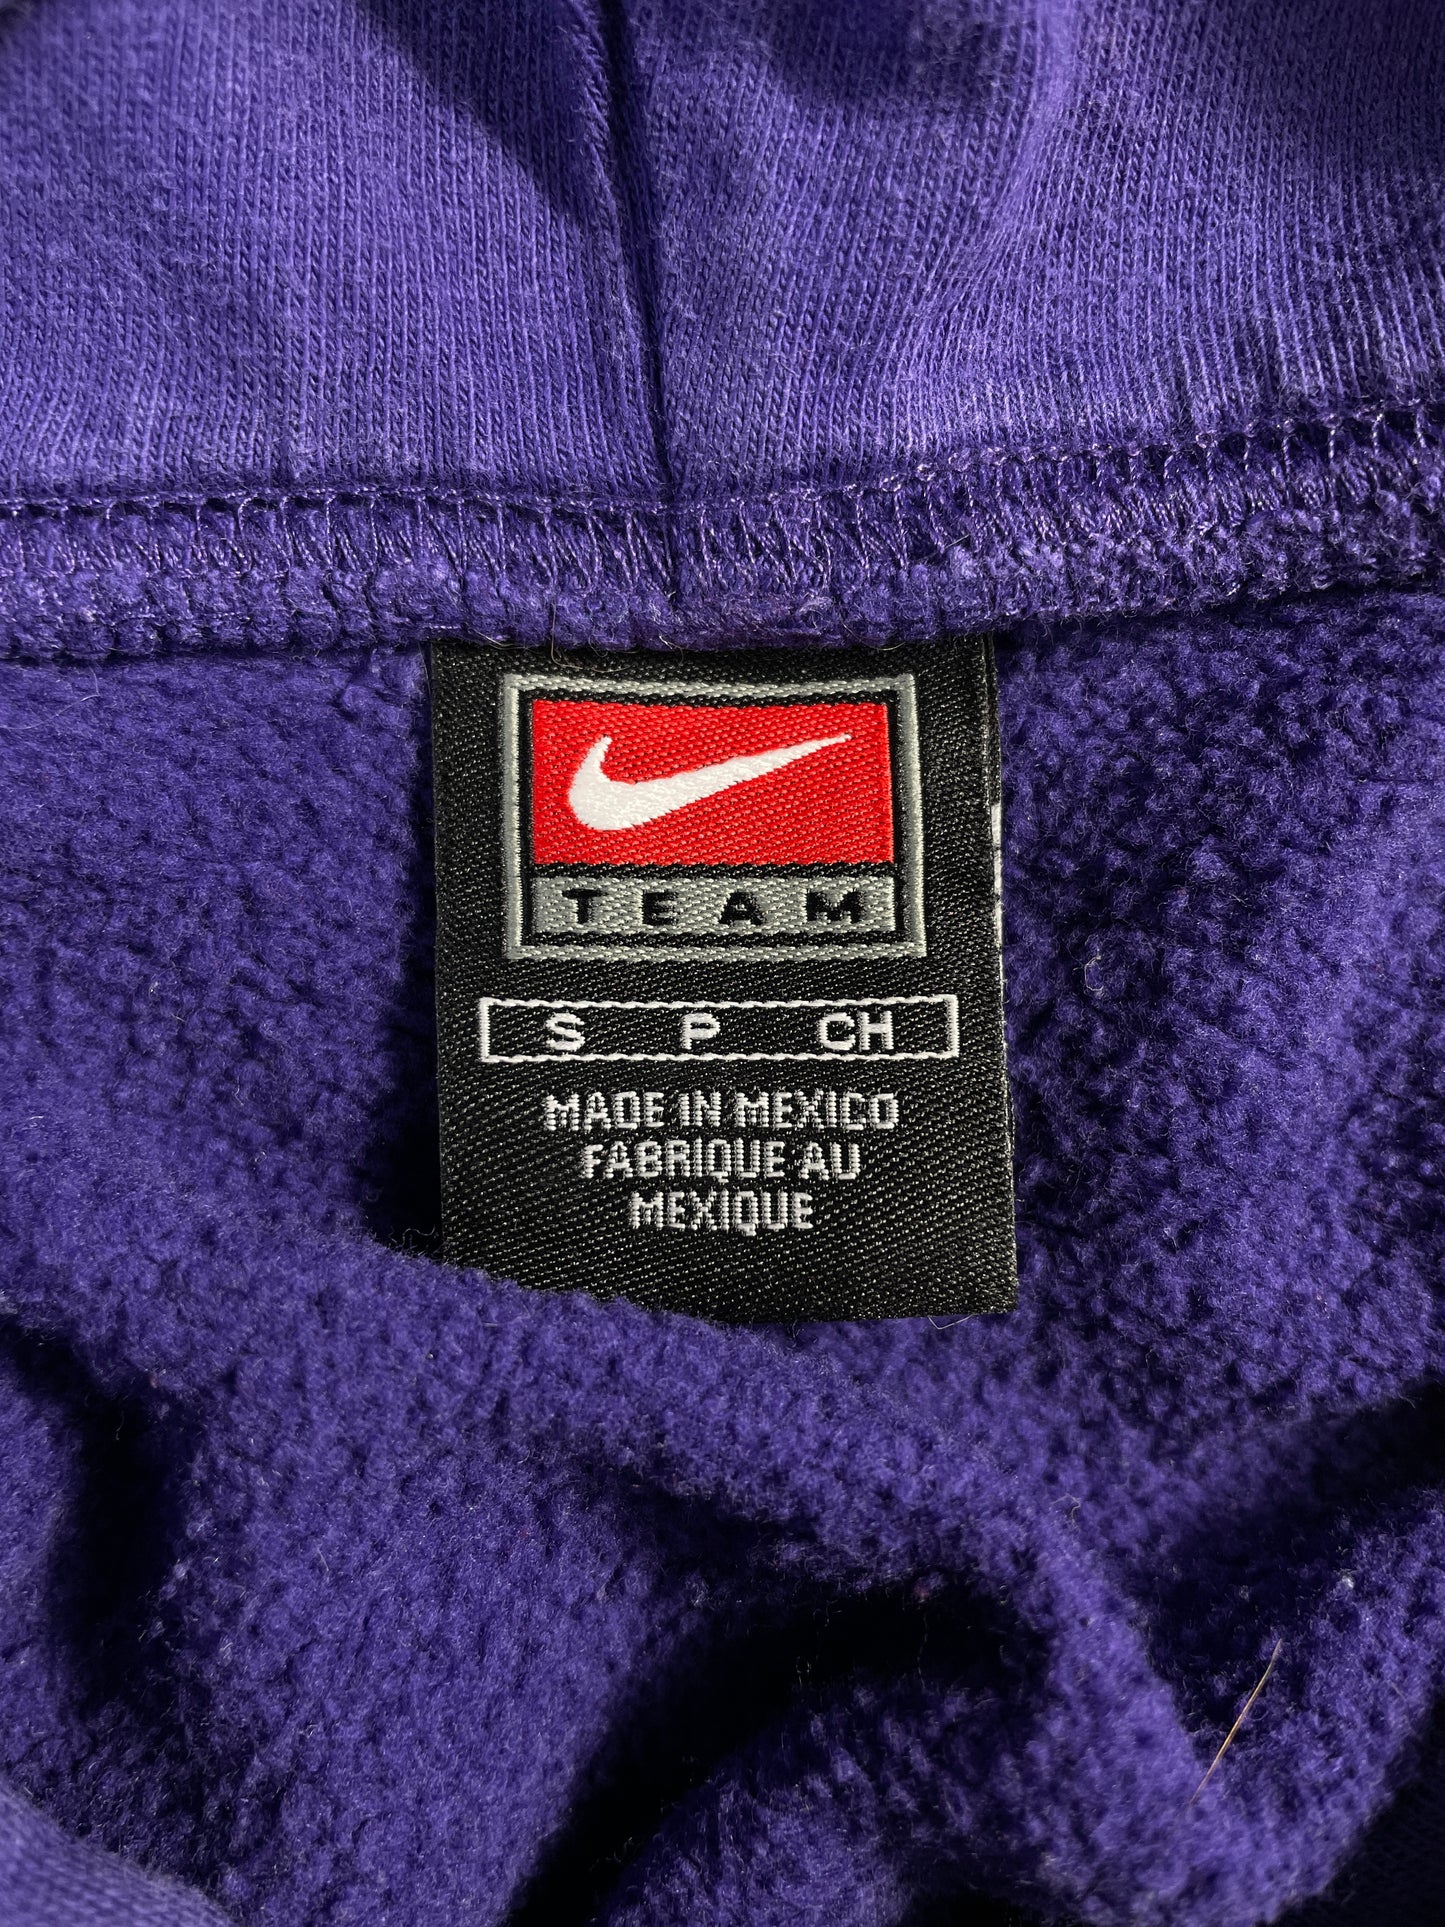 TEAM
S P CH
MADE IN MEXICO
FABRIQUE AU
MEXIQUE